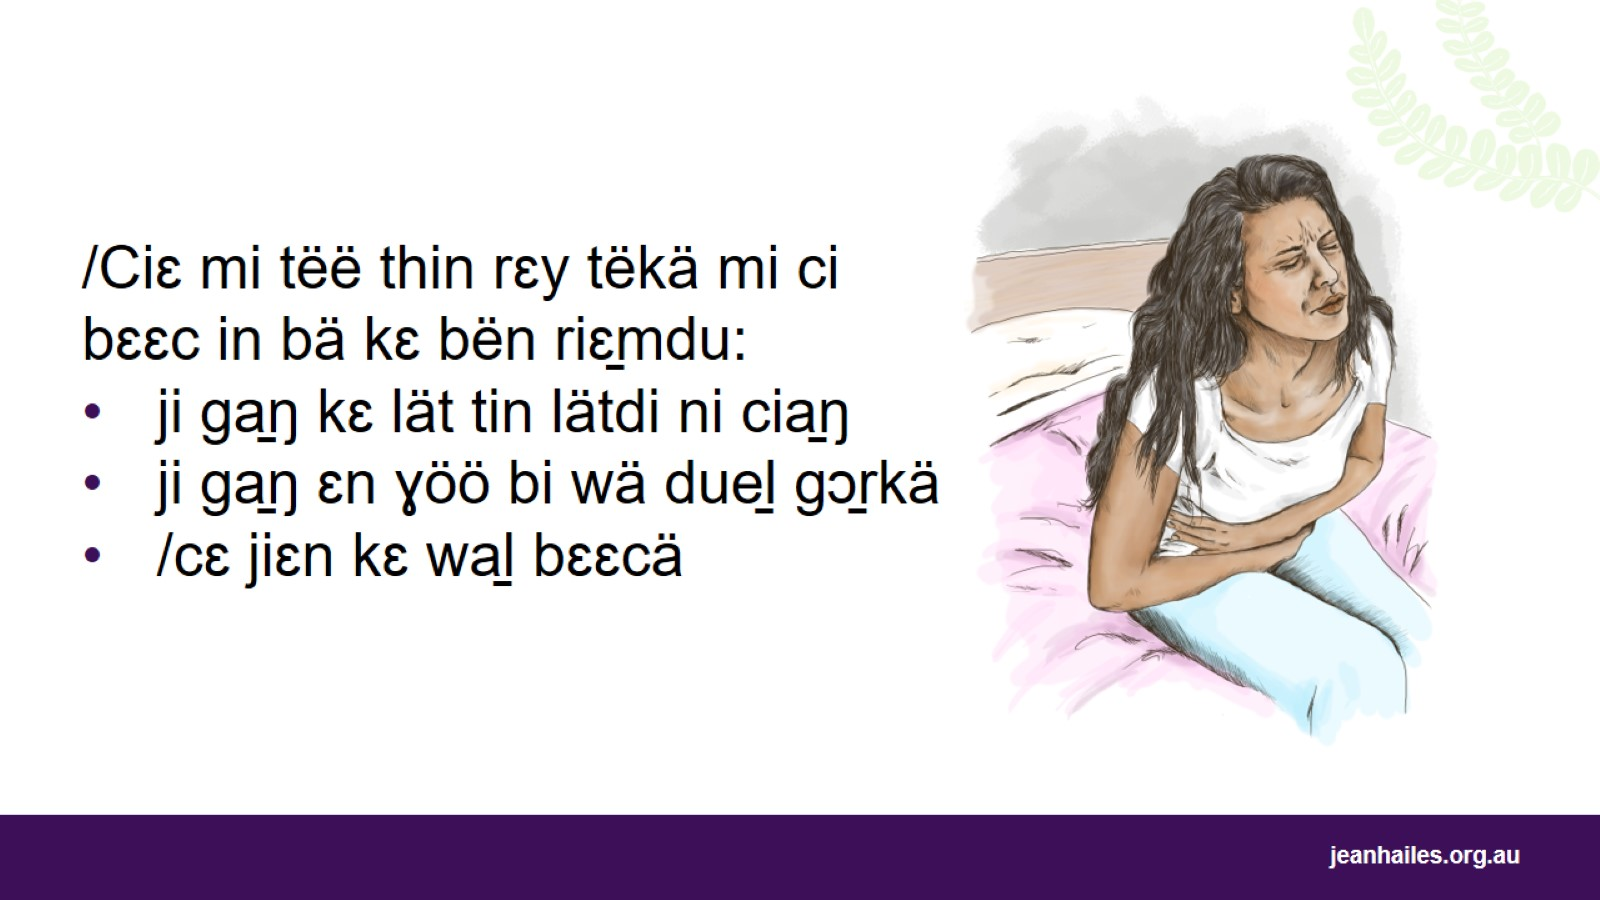 /Ciɛ mi tëë thin rɛy tëkä mi ci
bɛɛc in bä kɛ bën riɛ̱mdu:
• ji ga̱ŋ kɛ lät tin lätdi ni cia̱ŋ
• ji ga̱ŋ ɛn ɣöö bi wä dueḻ gɔ̱rkä
• /cɛ jiɛn kɛ waḻ bɛɛcä
jeanhailes.org.au